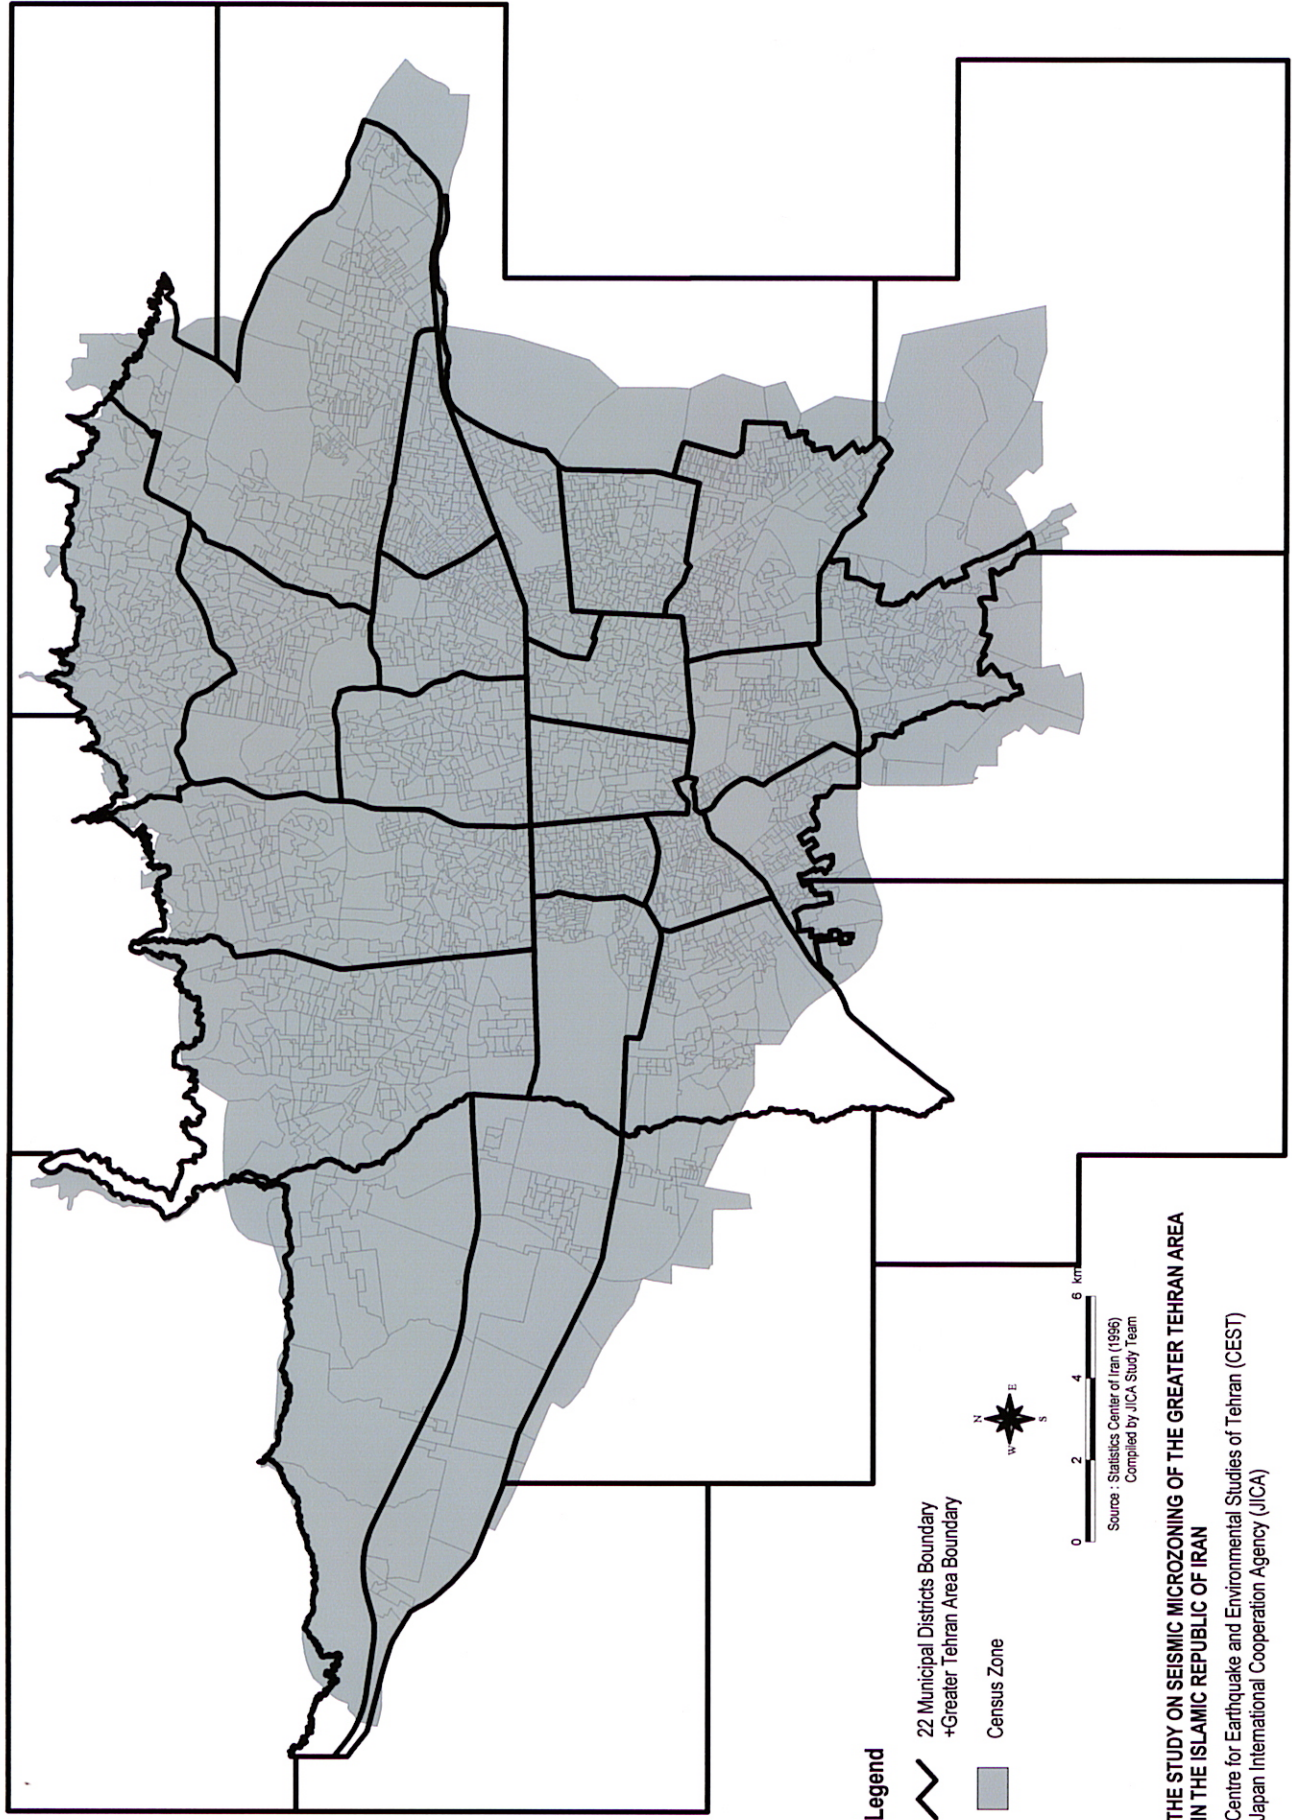 Legend
22 Municipal Districts Boundary
+Greater Tehran Area Boundary
Census Zone
N
W
E
S
0 2 4 6 km
Source : Statistics Center of Iran (1996)
Compiled by JICA Study Team
THE STUDY ON SEISMIC MICROZONING OF THE GREATER TEHRAN AREA
IN THE ISLAMIC REPUBLIC OF IRAN
Centre for Earthquake and Environmental Studies of Tehran (CEST)
Japan International Cooperation Agency (JICA)